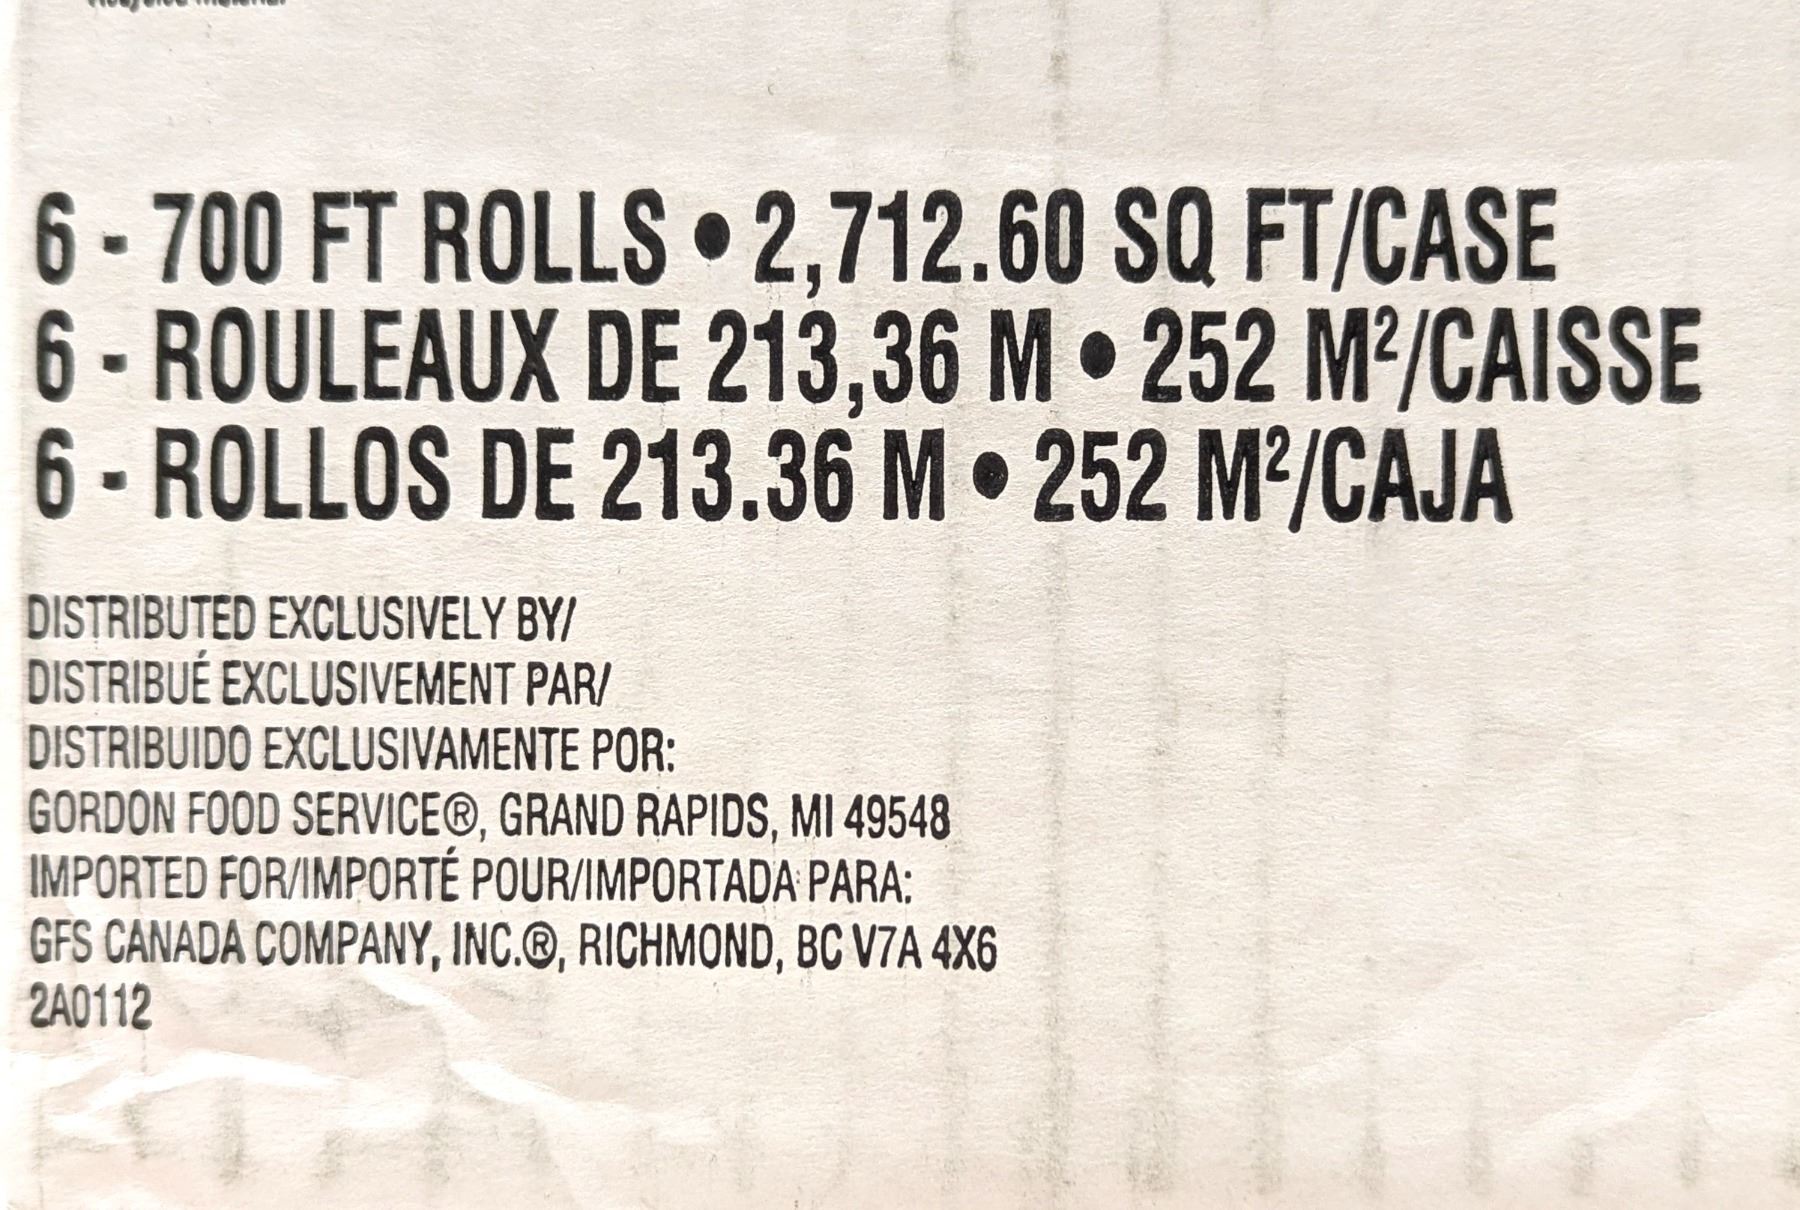 Recycled Material
6 - 700 FT ROLLS • 2,712.60 SQ FT/CASE
6 - ROULEAUX DE 213,36 M • 252 M²/CAISSE
6 - ROLLOS DE 213.36 M • 252 M²/CAJA
DISTRIBUTED EXCLUSIVELY BY/
DISTRIBUÉ EXCLUSIVEMENT PAR/
DISTRIBUIDO EXCLUSIVAMENTE POR:
GORDON FOOD SERVICE®, GRAND RAPIDS, MI 49548
IMPORTED FOR/IMPORTÉ POUR/IMPORTADA PARA:
GFS CANADA COMPANY, INC.®, RICHMOND, BC V7A 4X6
2A0112